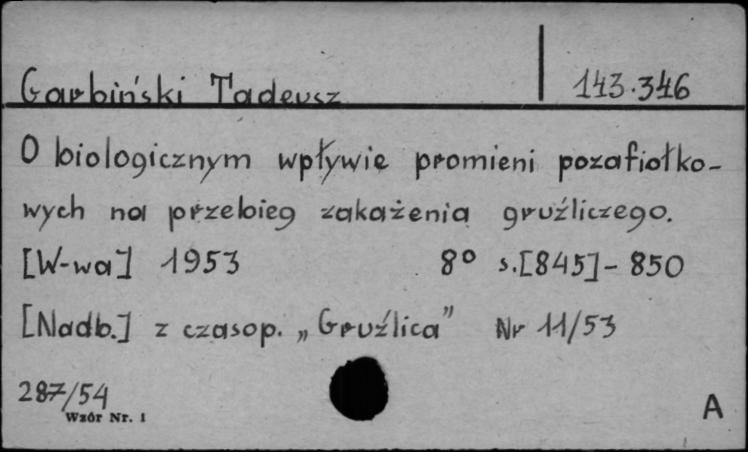 Garbiński Tadeusz 143.346
O biologicznym wpływie promieni pozafiołko-
wych na przebieg zakażenia gruźliczego.
[W-wa] 1953 8° s.[845]-850
[Nadb.] z czasop. „Gruźlica" Nr 11/53
287/54
Wzór Nr. 1
A